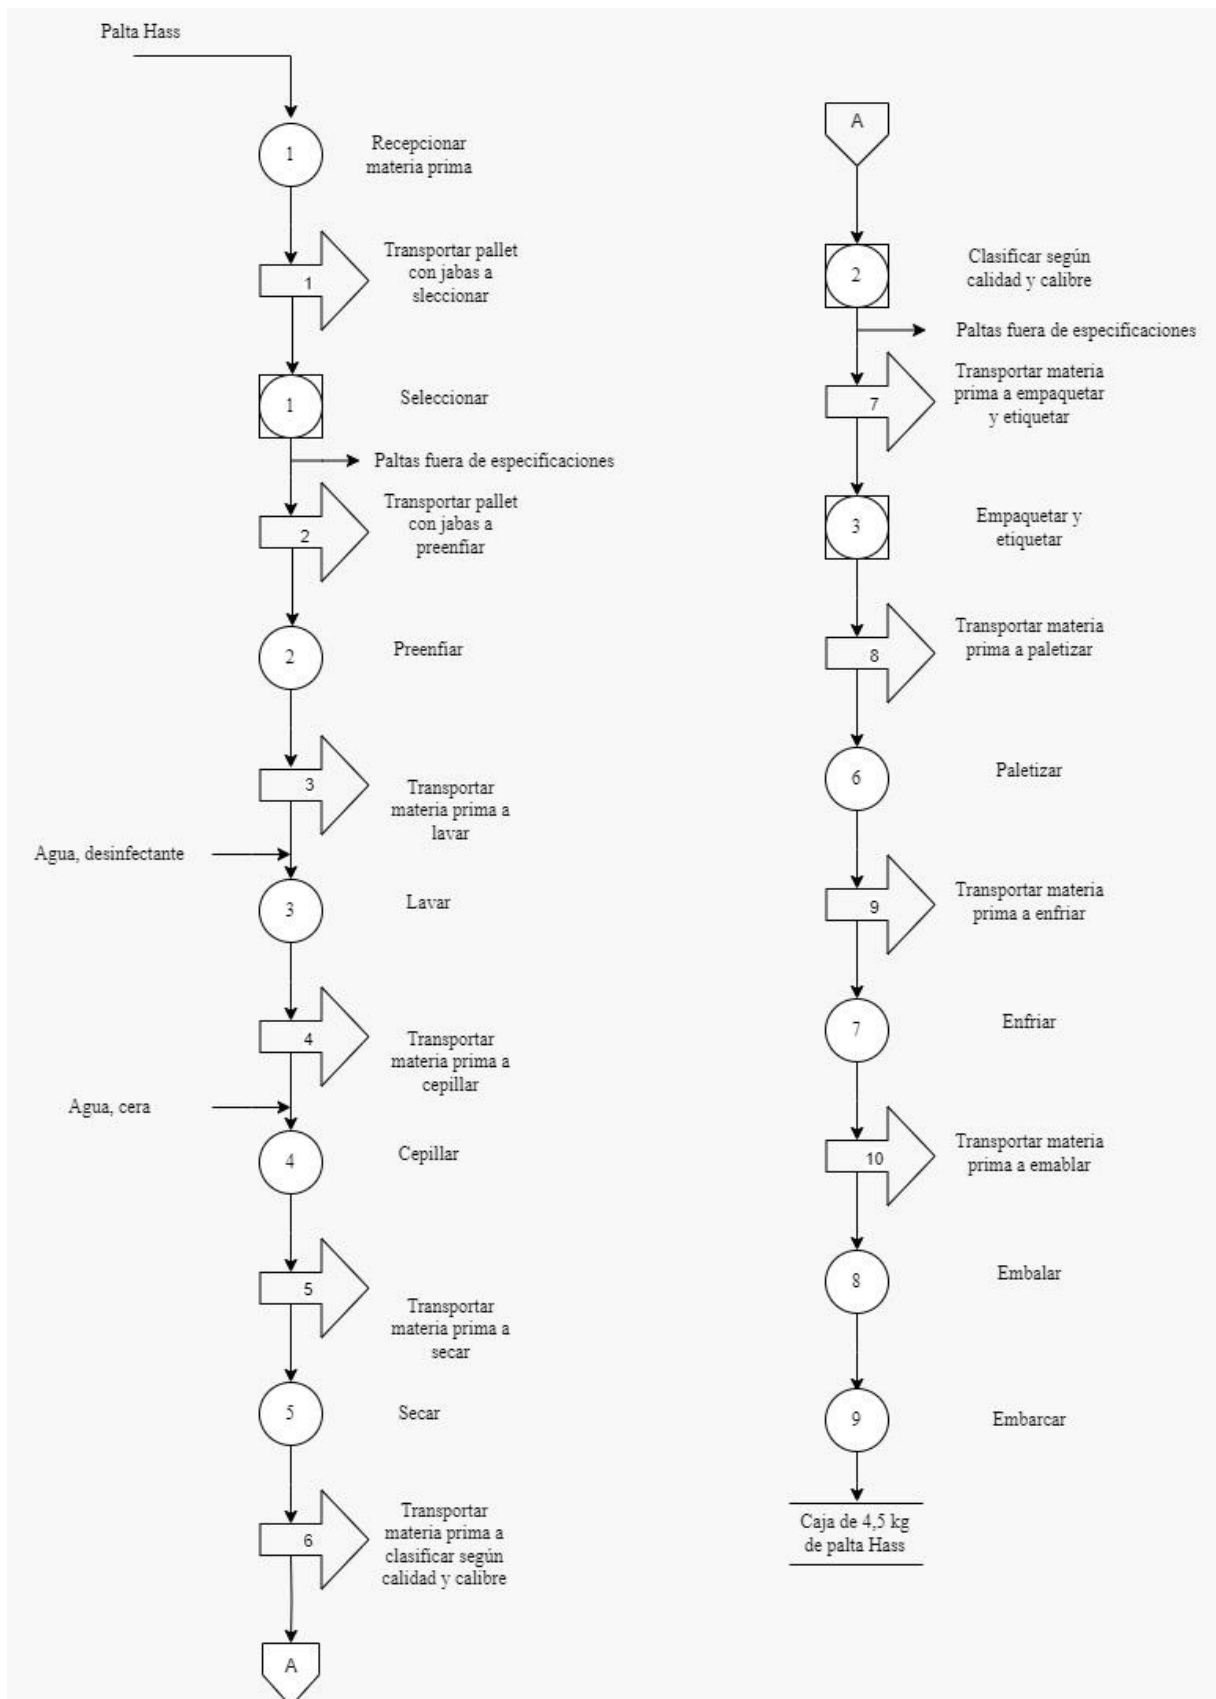 Palta Hass
1
Recepcionar
materia prima
1
Transportar pallet
con jabas a
sleccionar
1
Seleccionar
Paltas fuera de especificaciones
2
Transportar pallet
con jabas a
preenfiar
2
Preenfiar
3
Transportar
materia prima a
lavar
Agua, desinfectante
3
Lavar
4
Transportar
materia prima a
cepillar
Agua, cera
4
Cepillar
5
Transportar
materia prima a
secar
5
Secar
6
Transportar
materia prima a
clasificar según
calidad y calibre
A
A
2
Clasificar según
calidad y calibre
Paltas fuera de especificaciones
7
Transportar materia
prima a empaquetar
y etiquetar
3
Empaquetar y
etiquetar
8
Transportar materia
prima a paletizar
6
Paletizar
9
Transportar materia
prima a enfriar
7
Enfriar
10
Transportar materia
prima a emablar
8
Embalar
9
Embarcar
Caja de 4,5 kg
de palta Hass